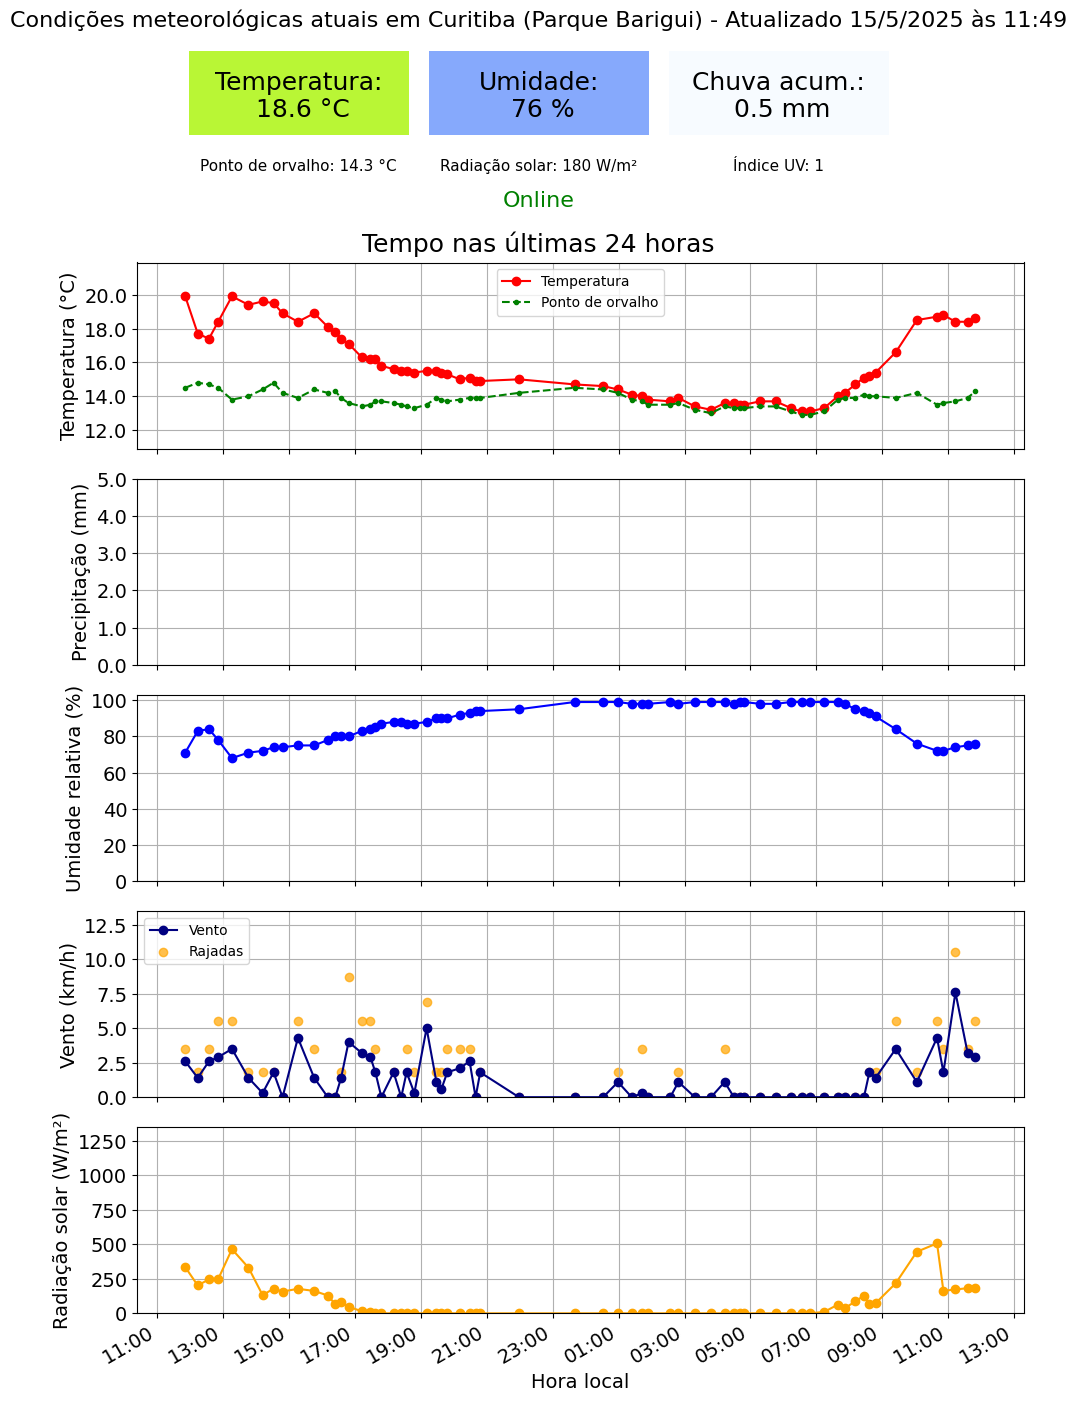 Condições meteorológicas atuais em Curitiba (Parque Barigui) - Atualizado 15/5/2025 às 11:49
Temperatura:
18.6 °C
Umidade:
76 %
Chuva acum.:
0.5 mm
Ponto de orvalho: 14.3 °C
Radiação solar: 180 W/m²
Índice UV: 1
Online
Tempo nas últimas 24 horas
Temperatura (°C)
20.0
18.0
16.0
14.0
12.0
Temperatura
Ponto de orvalho
Precipitação (mm)
5.0
4.0
3.0
2.0
1.0
0.0
Umidade relativa (%)
100
80
60
40
20
0
Vento (km/h)
12.5
10.0
7.5
5.0
2.5
0.0
Vento
Rajadas
Radiação solar (W/m²)
1250
1000
750
500
250
0
11:00
13:00
15:00
17:00
19:00
21:00
23:00
01:00
03:00
05:00
07:00
09:00
11:00
13:00
Hora local